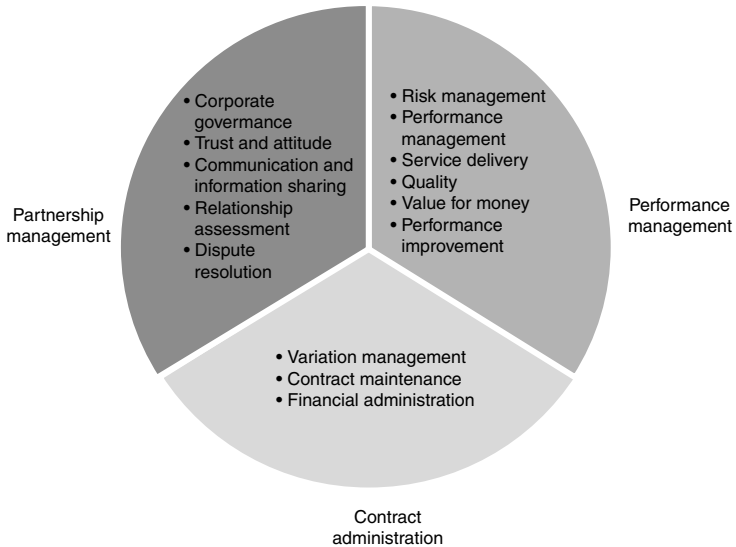 Partnership
management
• Corporate
governance
• Trust and attitude
• Communication and
information sharing
• Relationship
assessment
• Dispute
resolution
• Risk management
• Performance
management
• Service delivery
• Quality
• Value for money
• Performance
improvement
Performance
management
• Variation management
• Contract maintenance
• Financial administration
Contract
administration